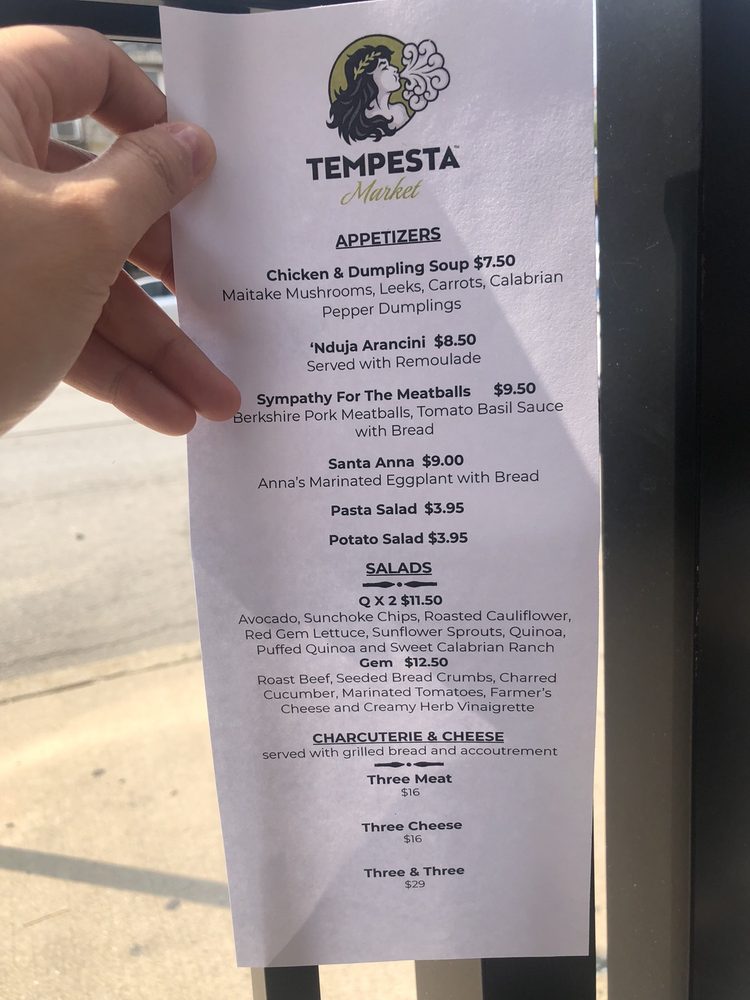 TEMPESTA
Market
APPETIZERS
Chicken & Dumpling Soup $7.50
Maitake Mushrooms, Leeks, Carrots, Calabrian
Pepper Dumplings
‘Nduja Arancini $8.50
Served with Remoulade
Sympathy For The Meatballs $9.50
Berkshire Pork Meatballs, Tomato Basil Sauce
with Bread
Santa Anna $9.00
Anna's Marinated Eggplant with Bread
Pasta Salad $3.95
Potato Salad $3.95
SALADS
Q X 2 $11.50
Avocado, Sunchoke Chips, Roasted Cauliflower,
Red Gem Lettuce, Sunflower Sprouts, Quinoa,
Puffed Quinoa and Sweet Calabrian Ranch
Gem $12.50
Roast Beef, Seeded Bread Crumbs, Charred
Cucumber, Marinated Tomatoes, Farmer's
Cheese and Creamy Herb Vinaigrette
CHARCUTERIE & CHEESE
served with grilled bread and accoutrement
Three Meat
$16
Three Cheese
$16
Three & Three
$29